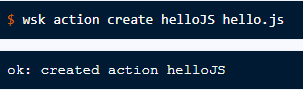 $ wsk action create helloJS hello.js
ok: created action helloJS